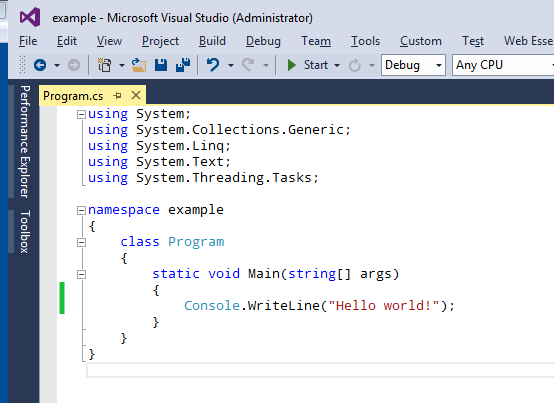 example - Microsoft Visual Studio (Administrator)
File Edit View Project Build Debug Team Tools Custom Test Web Esse
Start Debug Any CPU
Performance Explorer
Toolbox
Program.cs
using System;
using System.Collections.Generic;
using System.Linq;
using System.Text;
using System.Threading.Tasks;
namespace example
{
class Program
{
static void Main(string[] args)
{
Console.WriteLine("Hello world!");
}
}
}